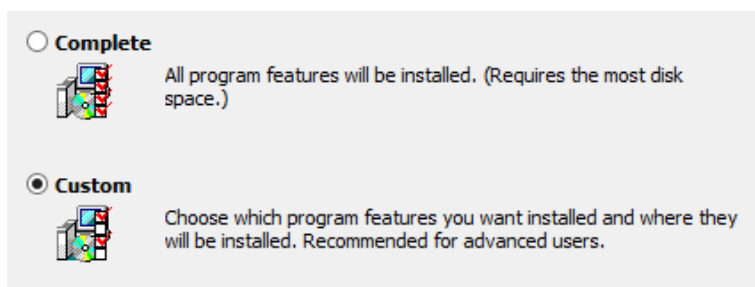 Complete
All program features will be installed. (Requires the most disk
space.)
Custom
Choose which program features you want installed and where they
will be installed. Recommended for advanced users.